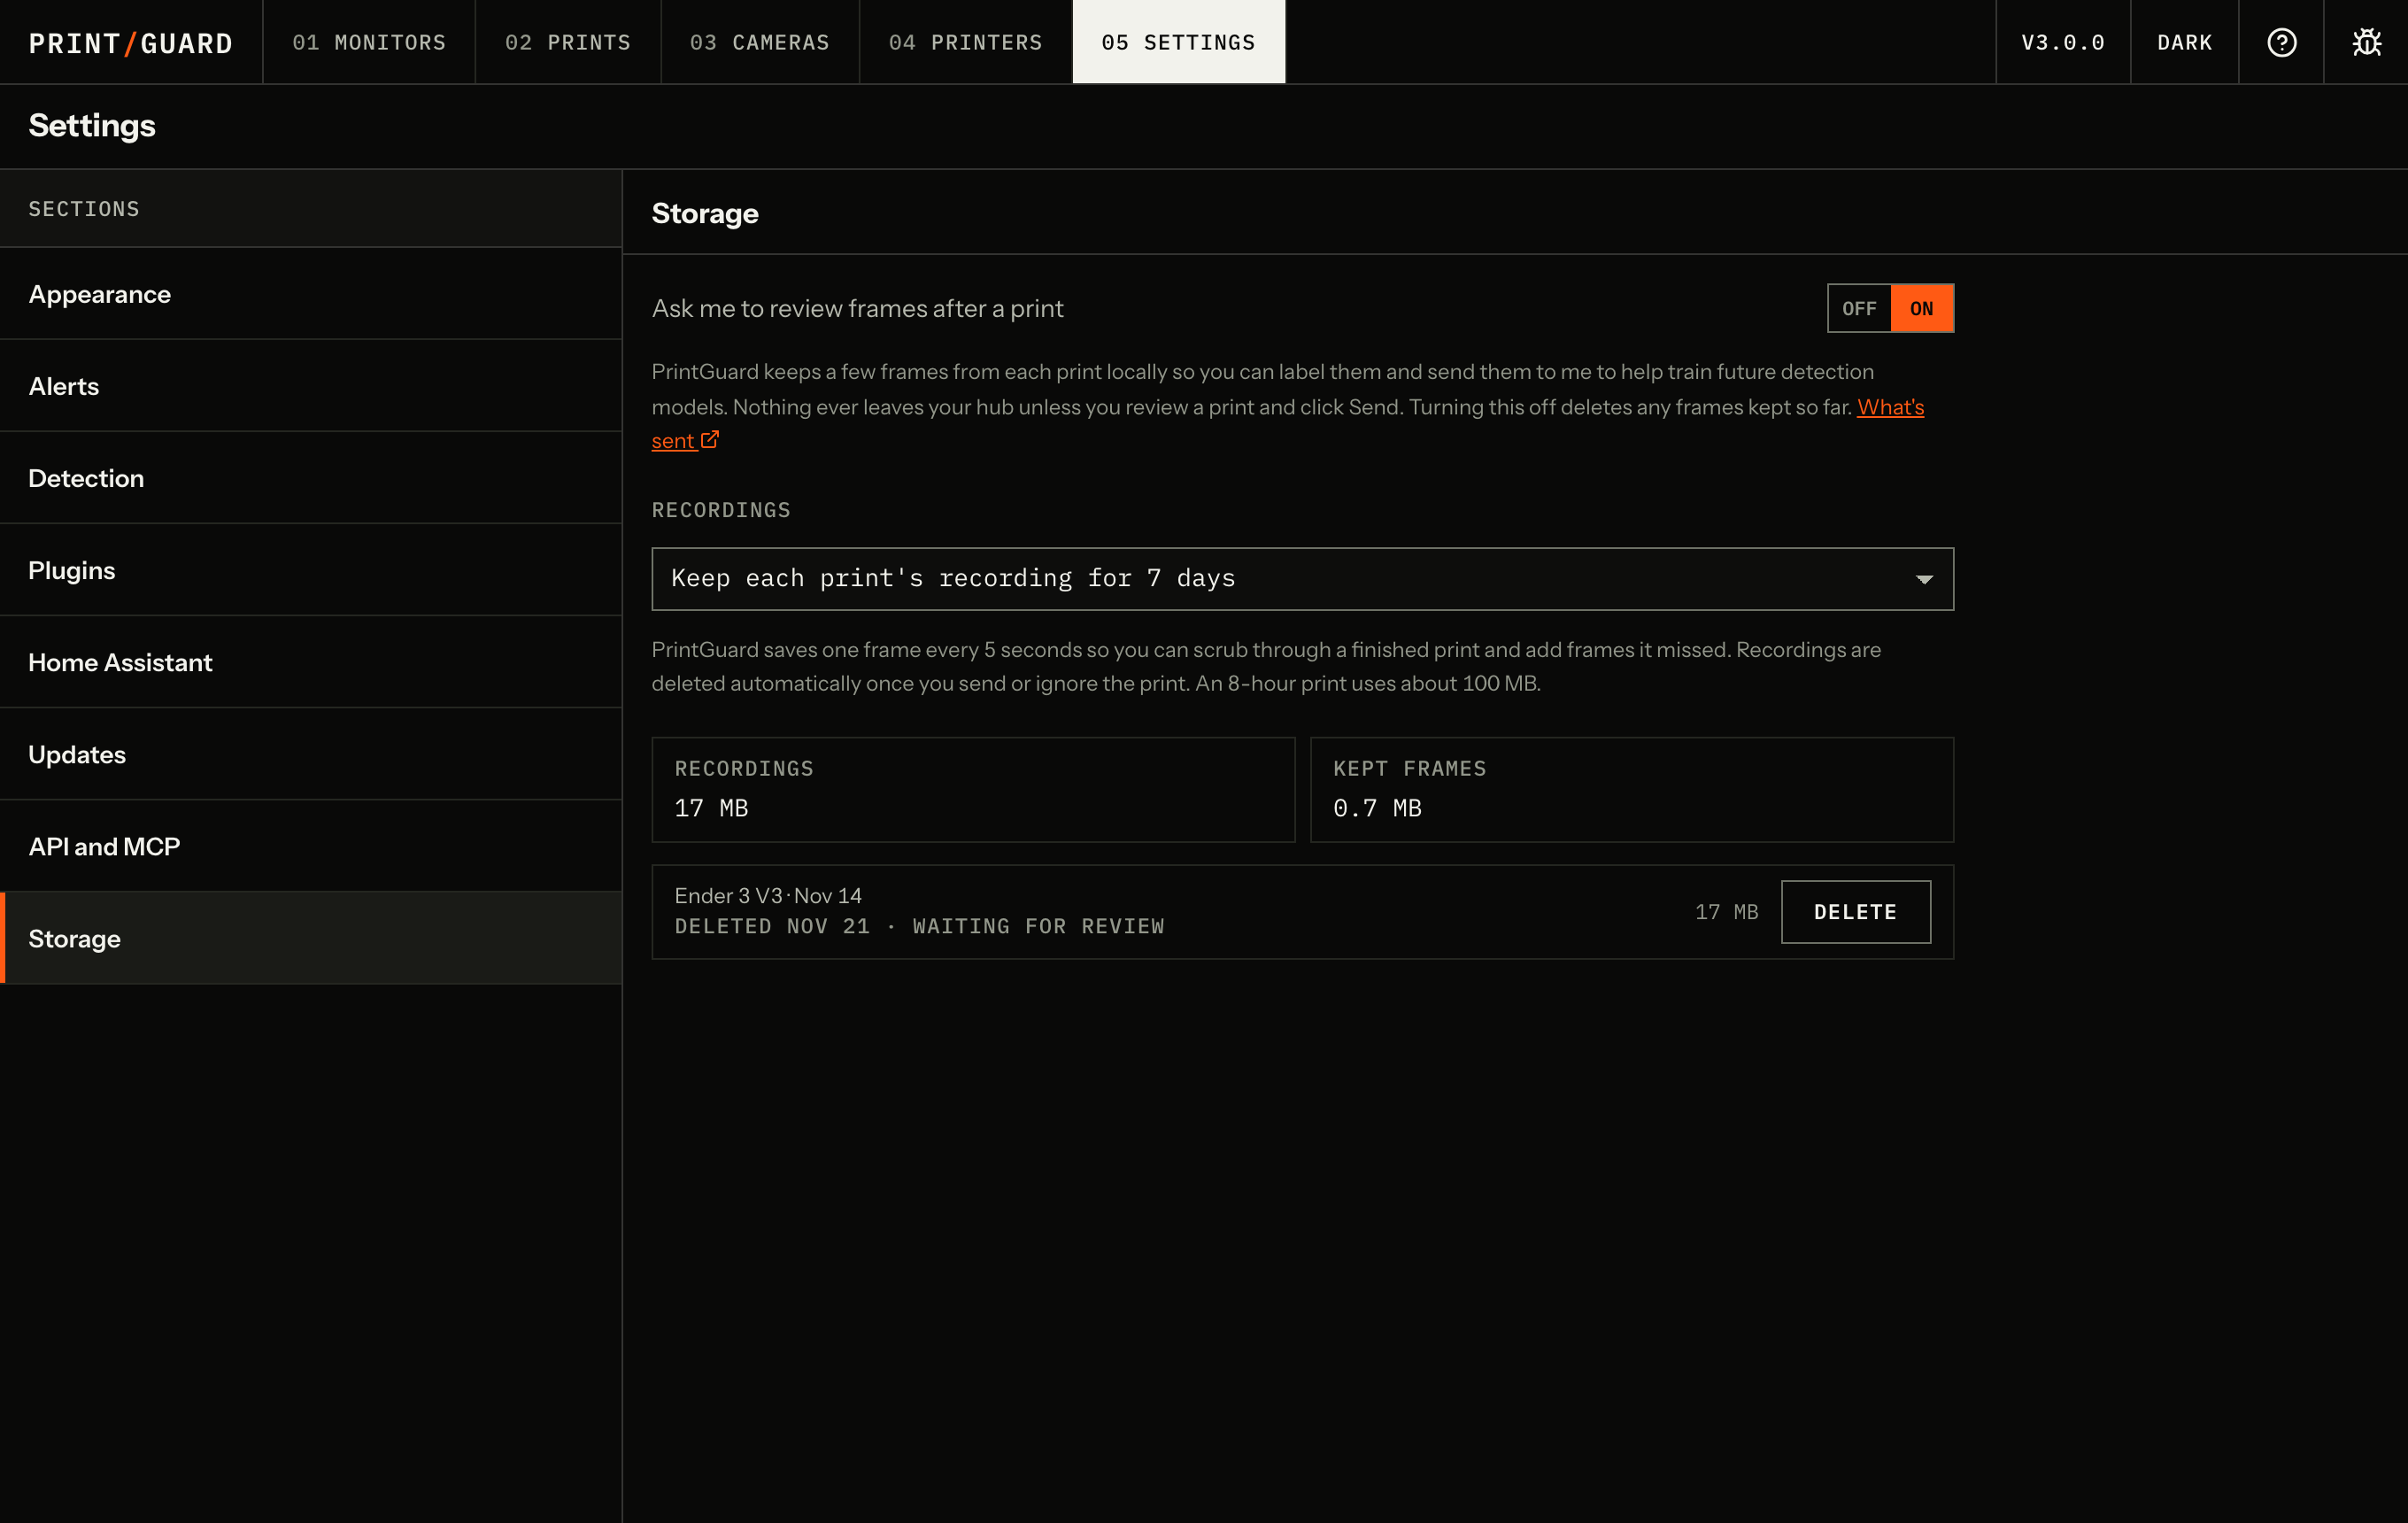 PRINT/GUARD
01 MONITORS
02 PRINTS
03 CAMERAS
04 PRINTERS
05 SETTINGS
V3.0.0
DARK
Settings
SECTIONS
Appearance
Alerts
Detection
Plugins
Home Assistant
Updates
API and MCP
Storage
Storage
Ask me to review frames after a print
OFF
ON
PrintGuard keeps a few frames from each print locally so you can label them and send them to me to help train future detection
models. Nothing ever leaves your hub unless you review a print and click Send. Turning this off deletes any frames kept so far. What's
sent
RECORDINGS
Keep each print's recording for 7 days
PrintGuard saves one frame every 5 seconds so you can scrub through a finished print and add frames it missed. Recordings are
deleted automatically once you send or ignore the print. An 8-hour print uses about 100 MB.
RECORDINGS
17 MB
KEPT FRAMES
0.7 MB
Ender 3 V3 · Nov 14
DELETED NOV 21 · WAITING FOR REVIEW
17 MB
DELETE